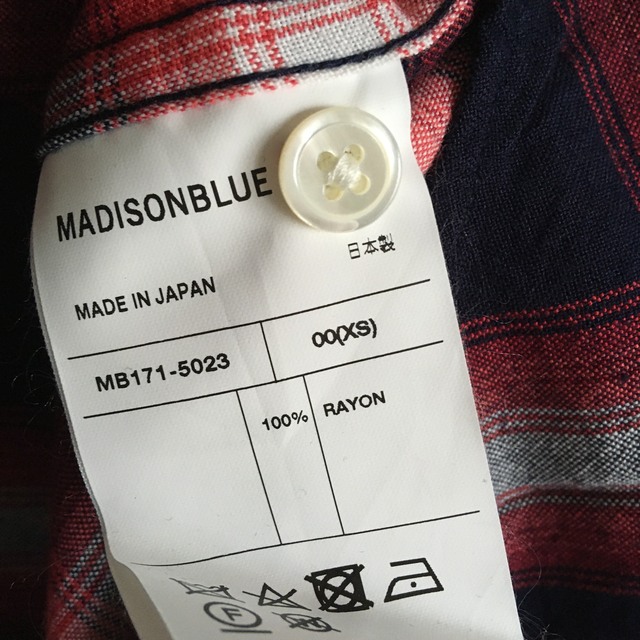 MADISONBLUE
日本製
MADE IN JAPAN
MB171-5023 00(XS)
100% RAYON
F